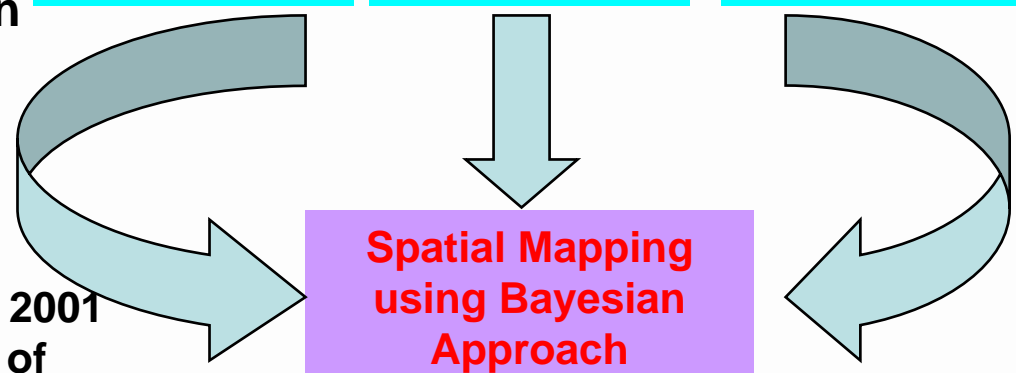 n
Spatial Mapping
using Bayesian
Approach
2001
of